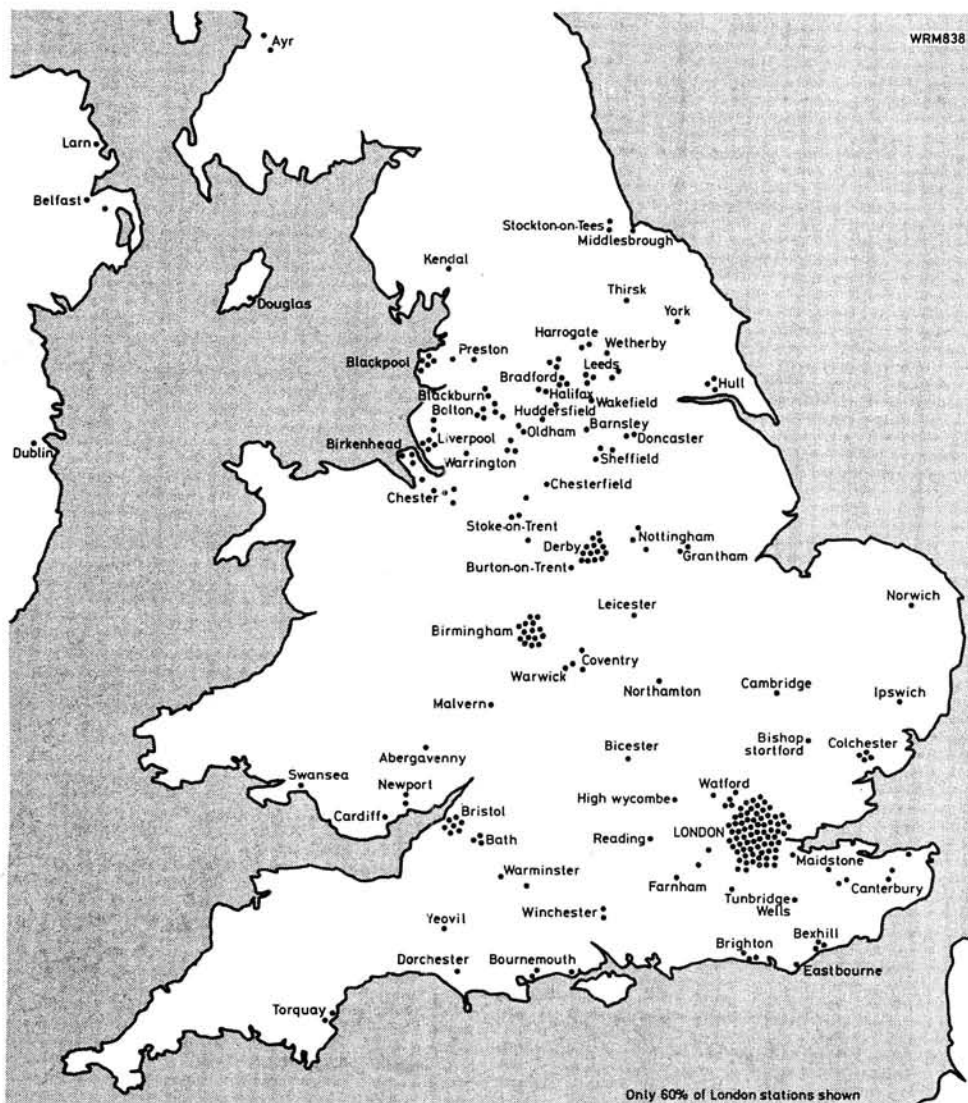 WRM838
Ayr
Larn
Belfast
Stockton-on-Tees
Middlesbrough
Kendal
Douglas
Thirsk
York
Harrogate
Wetherby
Blackpool
Preston
Leeds
Bradford
Hull
Blackburn
Halifax
Wakefield
Bolton
Huddersfield
Barnsley
Oldham
Doncaster
Dublin
Birkenhead
Liverpool
Warrington
Sheffield
Chester
Chesterfield
Stoke-on-Trent
Derby
Nottingham
Grantham
Burton-on-Trent
Leicester
Norwich
Birmingham
Coventry
Warwick
Northamton
Cambridge
Ipswich
Malvern
Abergavenny
Bicester
Bishop
stortford
Colchester
Swansea
Newport
Watford
High wycombe
Cardiff
Bristol
Bath
Reading
LONDON
Maidstone
Warminster
Farnham
Tunbridge
Wells
Canterbury
Winchester
Yeovil
Brighton
Bexhill
Dorchester
Bournemouth
Eastbourne
Torquay
Only 60% of London stations shown